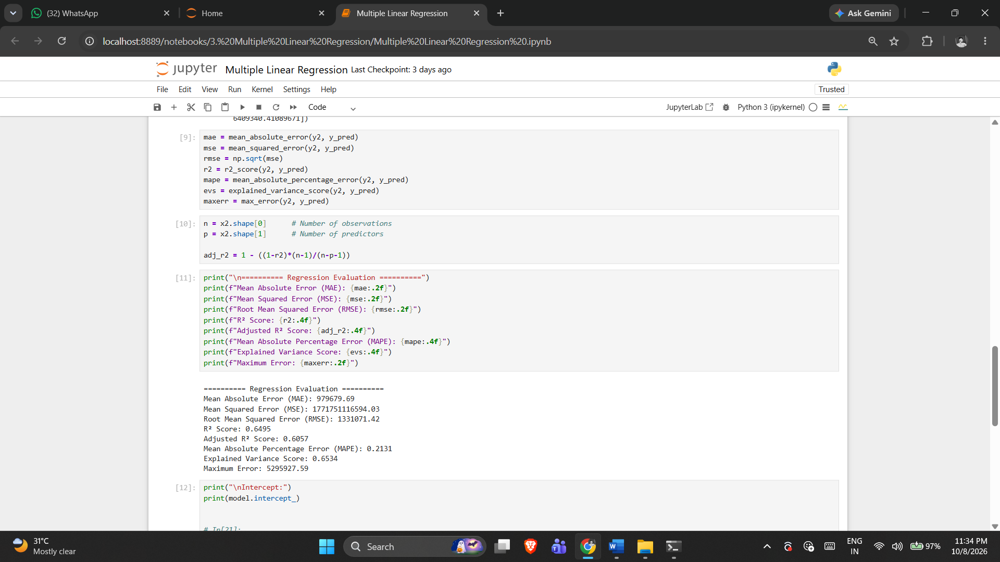 (32) WhatsApp
Home
Multiple Linear Regression
Ask Gemini
localhost:8889/notebooks/3.%20Multiple%20Linear%20Regression/Multiple%20Linear%20Regression%20.ipynb
jupyter Multiple Linear Regression Last Checkpoint: 3 days ago
File Edit View Run Kernel Settings Help
Trusted
Code
JupyterLab
Python 3 (ipykernel)
6409340.41089671])
[9]:
mae = mean_absolute_error(y2, y_pred)
mse = mean_squared_error(y2, y_pred)
rmse = np.sqrt(mse)
r2 = r2_score(y2, y_pred)
mape = mean_absolute_percentage_error(y2, y_pred)
evs = explained_variance_score(y2, y_pred)
maxerr = max_error(y2, y_pred)
[10]:
n = x2.shape[0]      # Number of observations
p = x2.shape[1]      # Number of predictors
adj_r2 = 1 - ((1-r2)*(n-1)/(n-p-1))
[11]:
print("\n========== Regression Evaluation ==========")
print(f"Mean Absolute Error (MAE): {mae:.2f}")
print(f"Mean Squared Error (MSE): {mse:.2f}")
print(f"Root Mean Squared Error (RMSE): {rmse:.2f}")
print(f"R² Score: {r2:.4f}")
print(f"Adjusted R² Score: {adj_r2:.4f}")
print(f"Mean Absolute Percentage Error (MAPE): {mape:.4f}")
print(f"Explained Variance Score: {evs:.4f}")
print(f"Maximum Error: {maxerr:.2f}")
========== Regression Evaluation ==========
Mean Absolute Error (MAE): 979679.69
Mean Squared Error (MSE): 1771751116594.03
Root Mean Squared Error (RMSE): 1331071.42
R² Score: 0.6495
Adjusted R² Score: 0.6057
Mean Absolute Percentage Error (MAPE): 0.2131
Explained Variance Score: 0.6534
Maximum Error: 5295927.59
[12]:
print("\nIntercept:")
print(model.intercept_)
# In[21]:
31°C
Mostly clear
Search
ENG
IN
97%
11:34 PM
10/8/2026